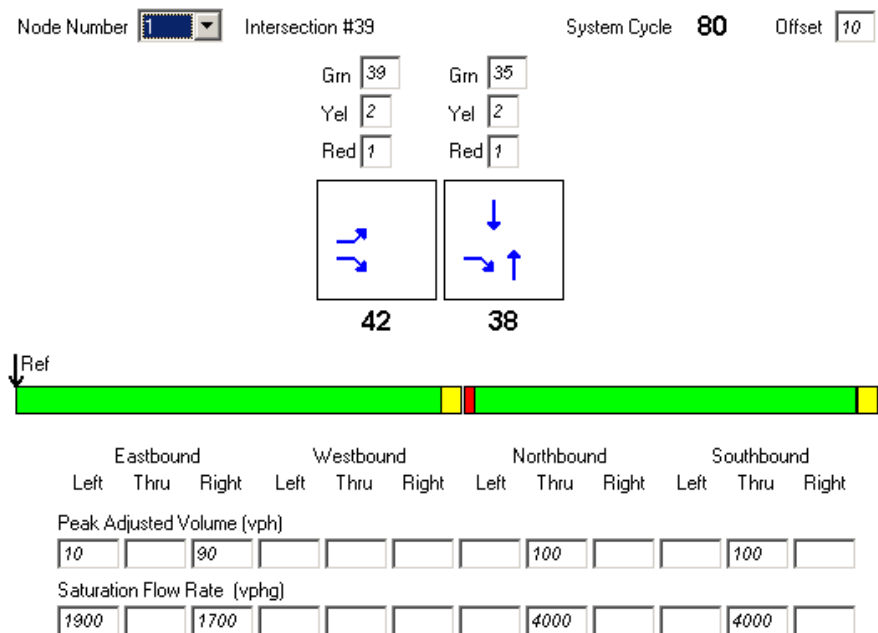 Node Number 1 Intersection #39 System Cycle 80 Offset 10
Grn 39 Grn 35
Yel 2 Yel 2
Red 1 Red 1
42 38
Ref
Eastbound Westbound Northbound Southbound
Left Thru Right Left Thru Right Left Thru Right Left Thru Right
Peak Adjusted Volume (vph)
10 90 100 100
Saturation Flow Rate (vphg)
1900 1700 4000 4000